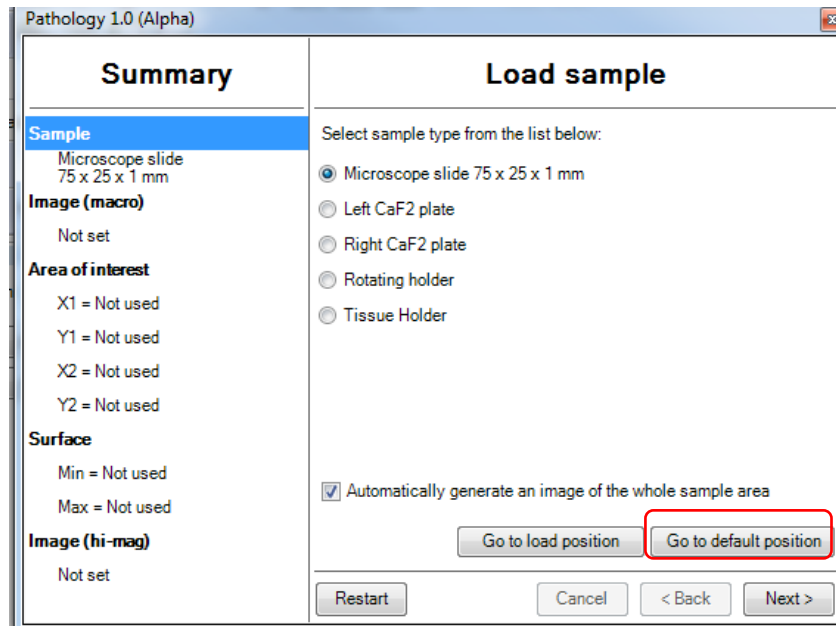 Pathology 1.0 (Alpha)
Summary
Sample
Microscope slide
75 x 25 x 1 mm
Image (macro)
Not set
Area of interest
X1 = Not used
Y1 = Not used
X2 = Not used
Y2 = Not used
Surface
Min = Not used
Max = Not used
Image (hi-mag)
Not set
Load sample
Select sample type from the list below:
Microscope slide 75 x 25 x 1 mm
Left CaF2 plate
Right CaF2 plate
Rotating holder
Tissue Holder
Automatically generate an image of the whole sample area
Go to load position Go to default position
Restart Cancel < Back Next >